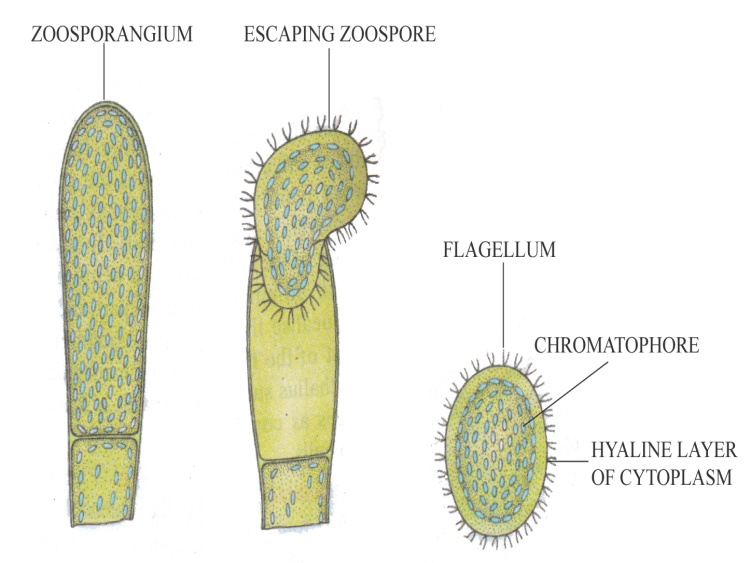 ZOOSPORANGIUM
ESCAPING ZOOSPORE
FLAGELLUM
CHROMATOPHORE
HYALINE LAYER
OF CYTOPLASM